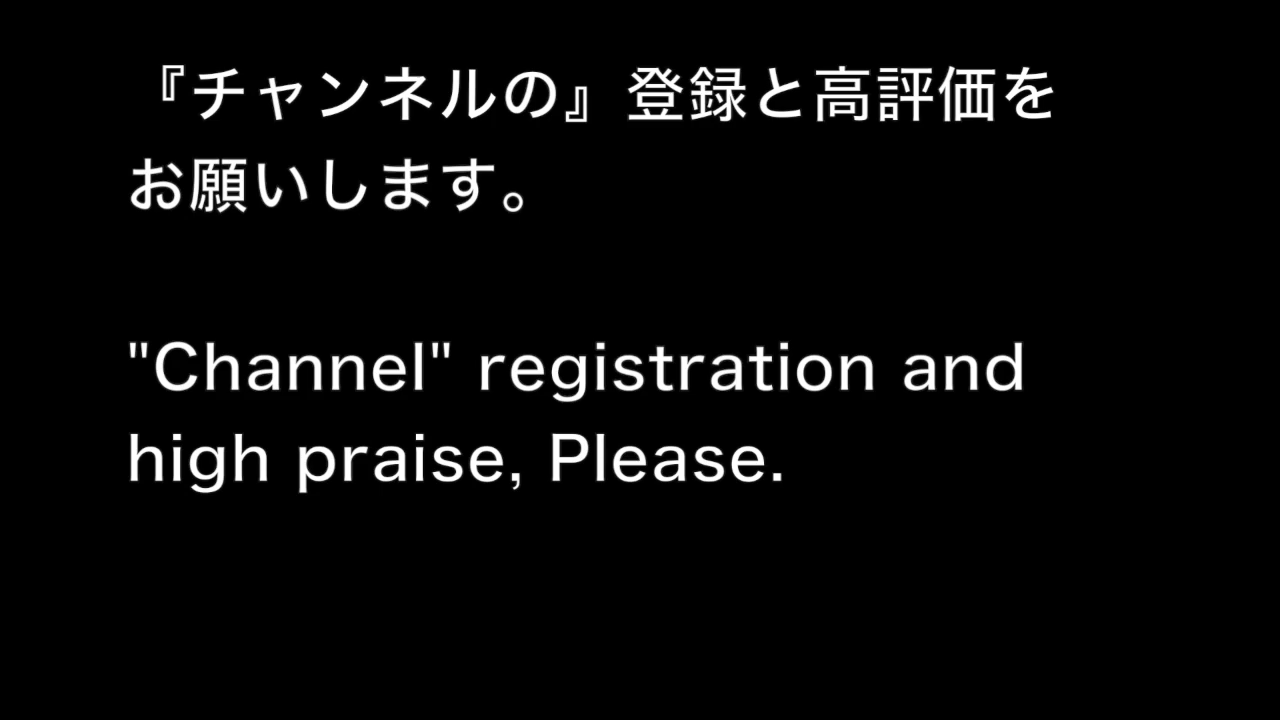 『チャンネルの』登録と高評価を
お願いします。
"Channel" registration and
high praise, Please.